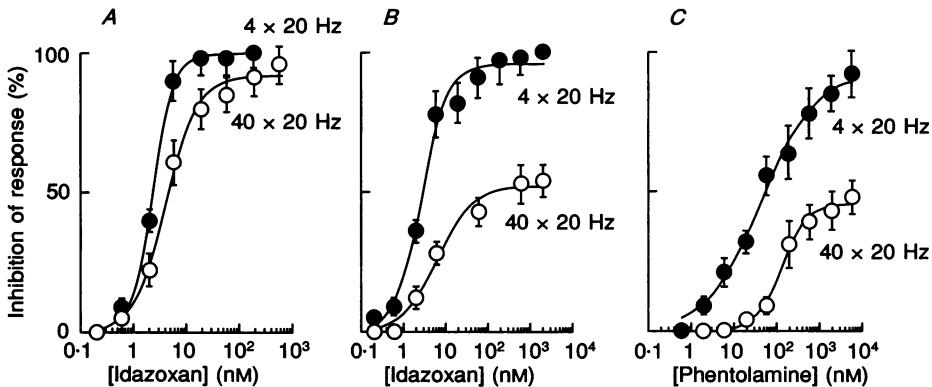 A
B
C
4 × 20 Hz
100
4 × 20 Hz
4 × 20 Hz
40 × 20 Hz
Inhibition of response (%)
50
40 × 20 Hz
40 × 20 Hz
0
0·1 1 10 10² 10³
0·1 1 10 10² 10³ 10⁴
0·1 1 10 10² 10³ 10⁴
[Idazoxan] (nM)
[Idazoxan] (nM)
[Phentolamine] (nM)